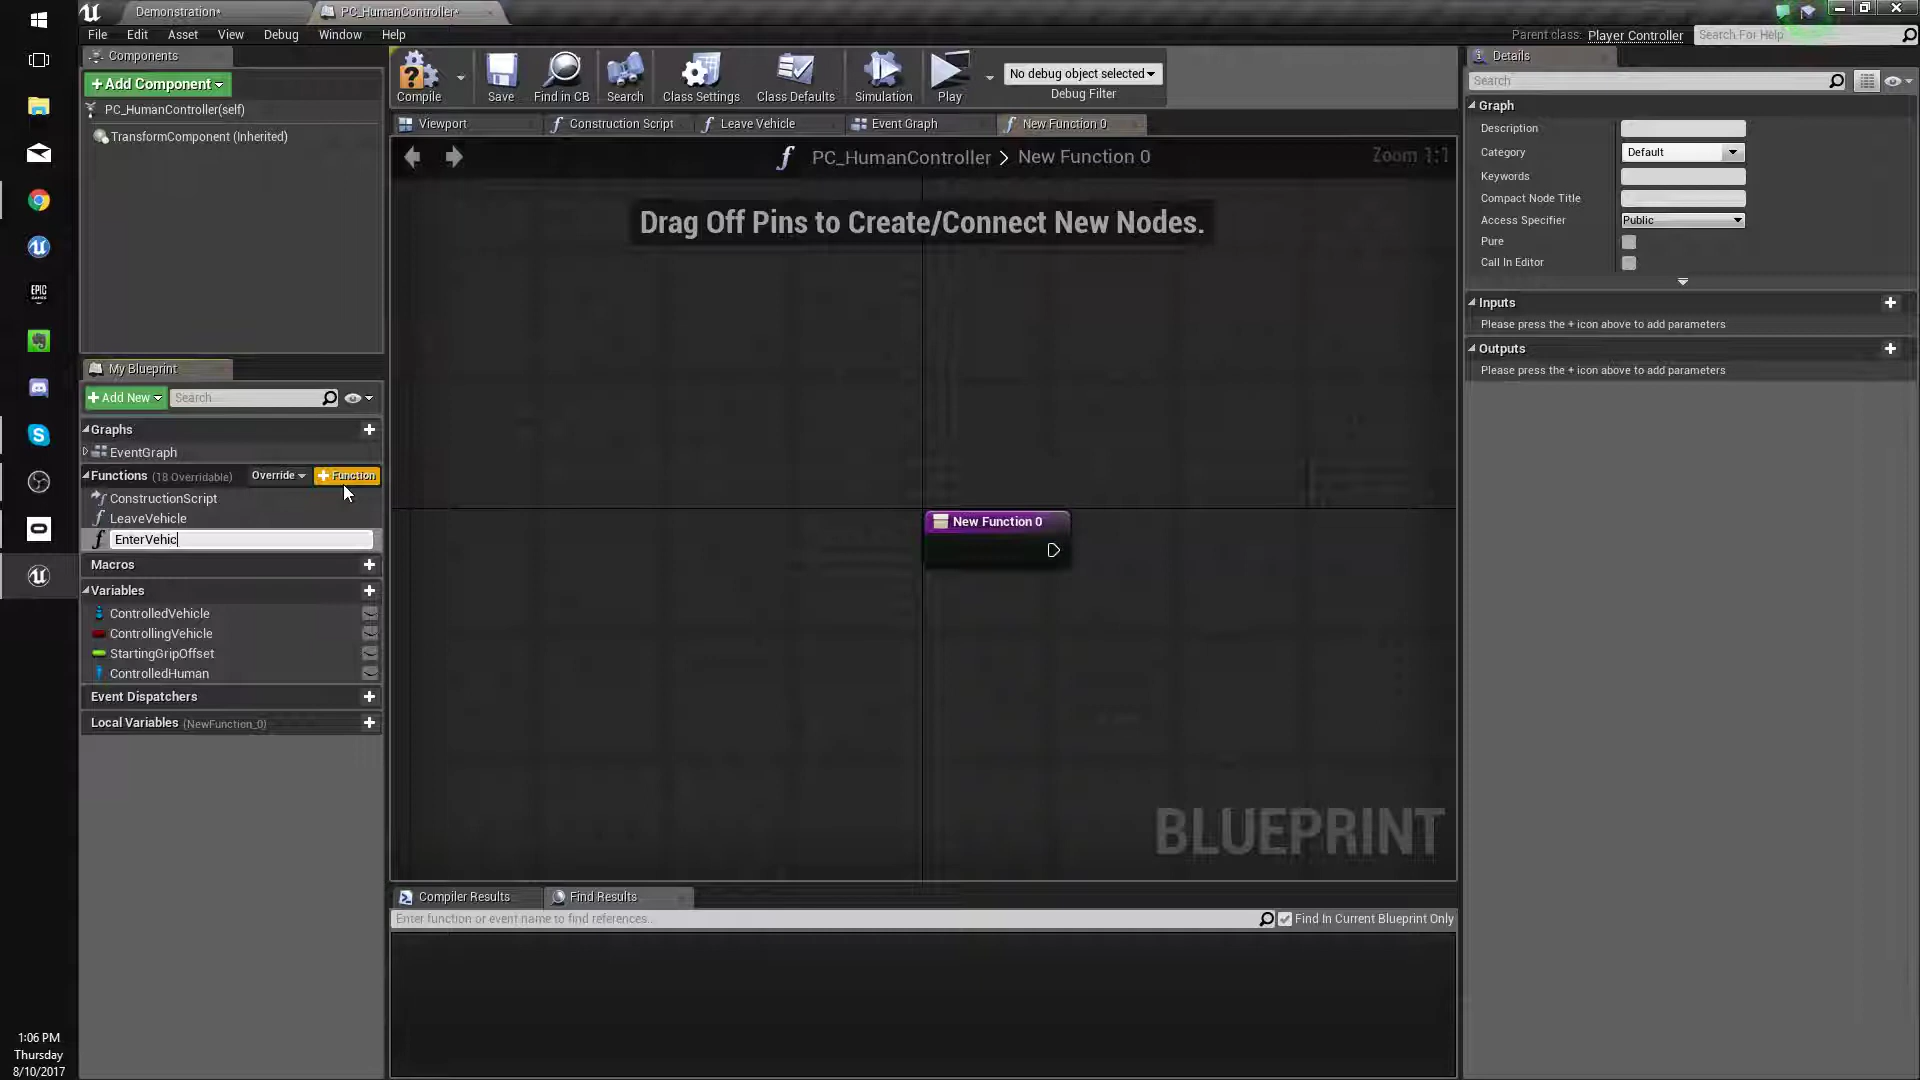 Demonstration*
PC_HumanController*
File Edit Asset View Debug Window Help
Parent class: Player Controller
Search For Help
Components
+Add Component
PC_HumanController(self)
TransformComponent (Inherited)
Compile
Save
Find in CB
Search
Class Settings
Class Defaults
Simulation
Play
No debug object selected
Debug Filter
Viewport
Construction Script
Leave Vehicle
Event Graph
New Function 0
PC_HumanController > New Function 0
Zoom 1:1
Drag Off Pins to Create/Connect New Nodes.
New Function 0
BLUEPRINT
My Blueprint
+Add New
Search
Graphs
EventGraph
Functions (18 Overridable) Override +Function
ConstructionScript
LeaveVehicle
EnterVehic
Macros
Variables
ControlledVehicle
ControllingVehicle
StartingGripOffset
ControlledHuman
Event Dispatchers
Local Variables (NewFunction_0)
Compiler Results
Find Results
Enter function or event name to find references...
Find In Current Blueprint Only
Details
Search
Graph
Description
Category Default
Keywords
Compact Node Title
Access Specifier Public
Pure
Call In Editor
Inputs
Please press the + icon above to add parameters
Outputs
Please press the + icon above to add parameters
EPIC
GAMES
1:06 PM
Thursday
8/10/2017